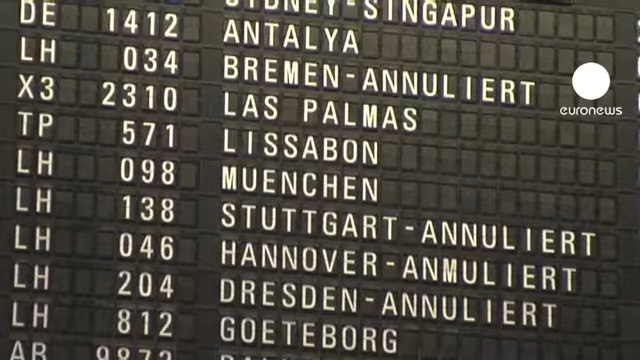 SYDNEY-SINGAPUR
DE 1412 ANTALYA
LH 034 BREMEN-ANNULIERT
X3 2310 LAS PALMAS
TP 571 LISSABON
LH 098 MUENCHEN
LH 138 STUTTGART-ANNULIERT
LH 046 HANNOVER-ANMULIERT
LH 204 DRESDEN-ANNULIERT
LH 812 GOETEBORG
euronews